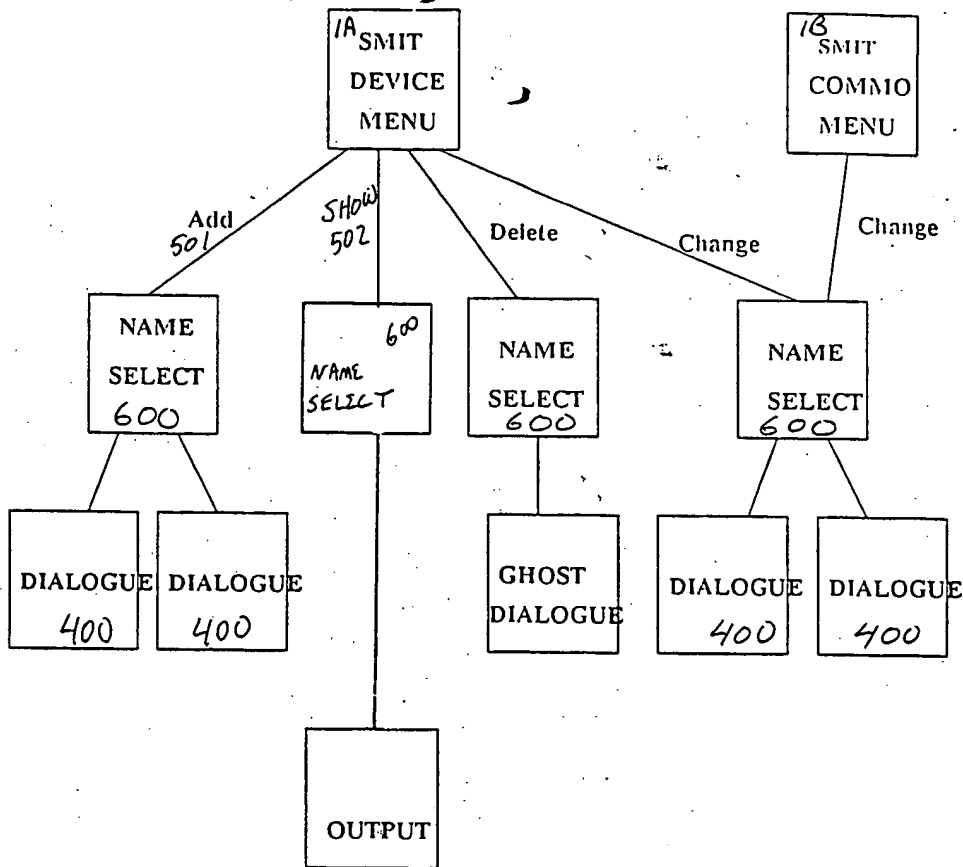 1A SMIT
DEVICE
MENU
1B
SMIT
COMMO
MENU
Add
501
SHOW
502
Delete
Change
Change
NAME
SELECT
600
600
NAME
SELECT
NAME
SELECT
600
NAME
SELECT
600
DIALOGUE
400
DIALOGUE
400
GHOST
DIALOGUE
DIALOGUE
400
DIALOGUE
400
OUTPUT